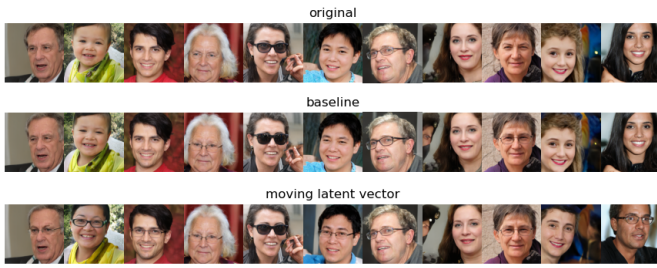 original
baseline
moving latent vector